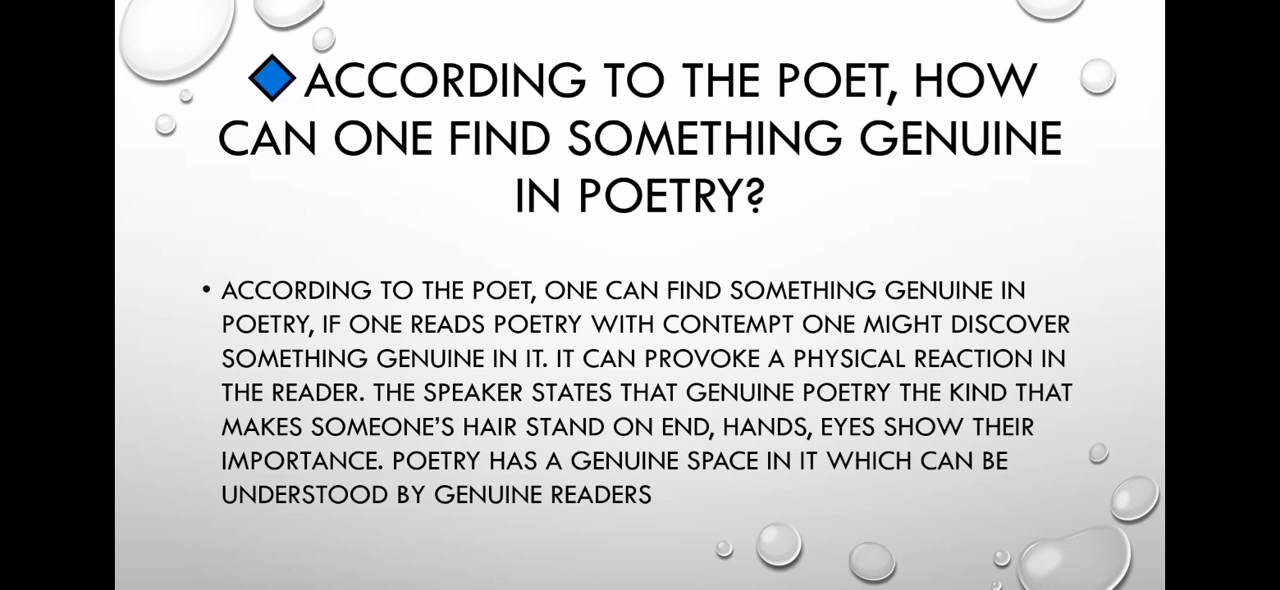 ACCORDING TO THE POET, HOW
CAN ONE FIND SOMETHING GENUINE
IN POETRY?
• ACCORDING TO THE POET, ONE CAN FIND SOMETHING GENUINE IN
POETRY, IF ONE READS POETRY WITH CONTEMPT ONE MIGHT DISCOVER
SOMETHING GENUINE IN IT. IT CAN PROVOKE A PHYSICAL REACTION IN
THE READER. THE SPEAKER STATES THAT GENUINE POETRY THE KIND THAT
MAKES SOMEONE'S HAIR STAND ON END, HANDS, EYES SHOW THEIR
IMPORTANCE. POETRY HAS A GENUINE SPACE IN IT WHICH CAN BE
UNDERSTOOD BY GENUINE READERS